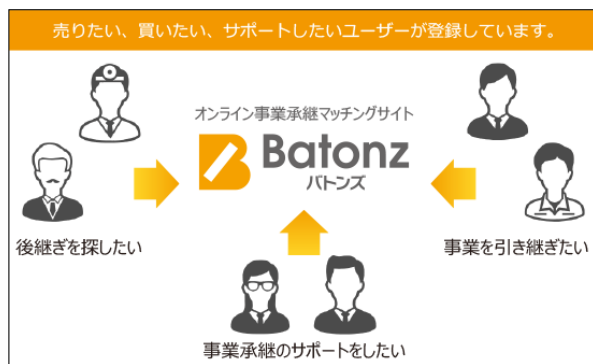 売りたい、買いたい、サポートしたいユーザーが登録しています。
オンライン事業承継マッチングサイト
Batonz
バトンズ
後継ぎを探したい
事業を引き継ぎたい
事業承継のサポートをしたい